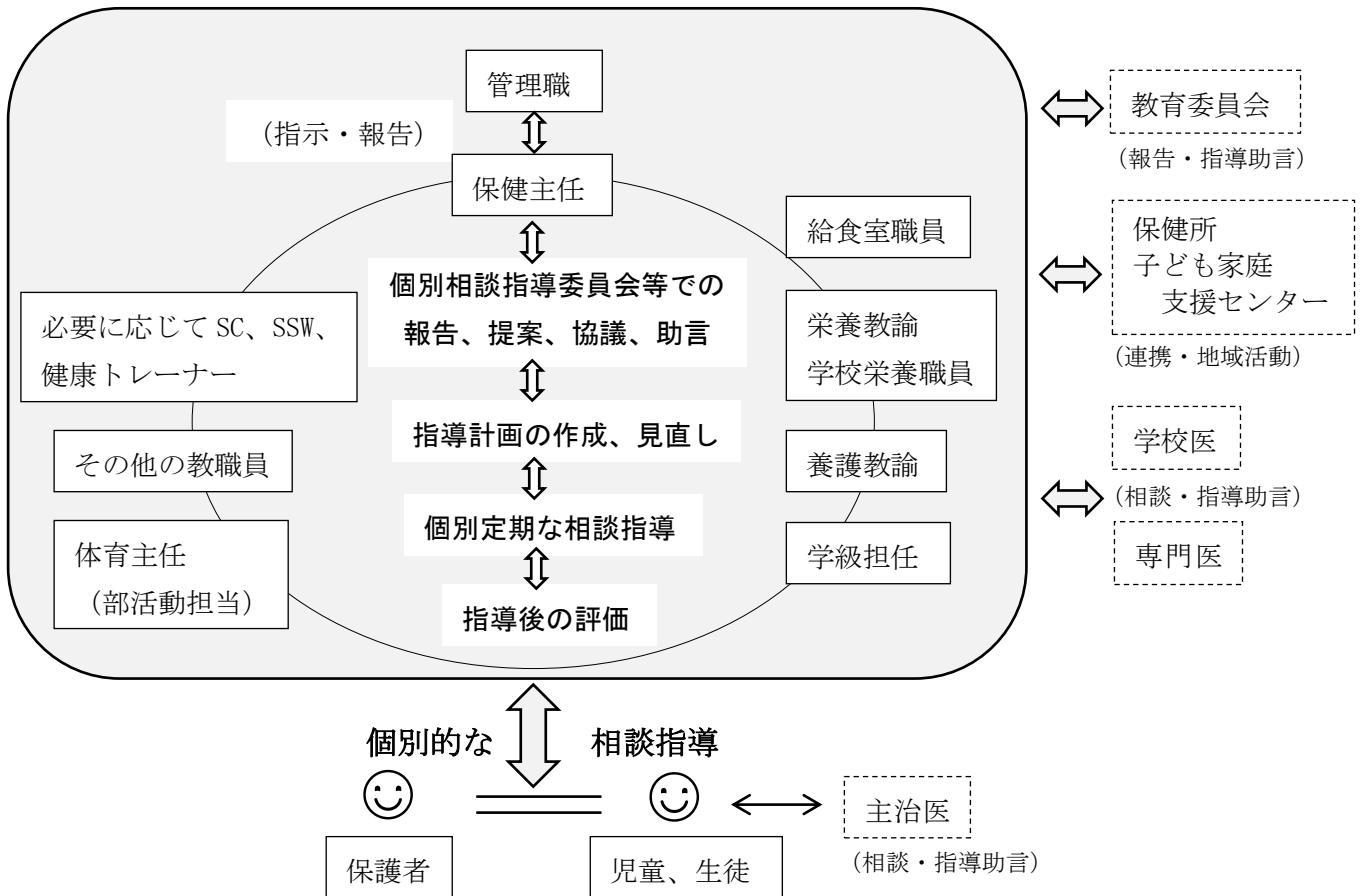 管理職
(指示・報告)
保健主任
個別相談指導委員会等での
報告、提案、協議、助言
指導計画の作成、見直し
個別定期な相談指導
指導後の評価
必要に応じて SC、SSW、
健康トレーナー
その他の教職員
体育主任
(部活動担当)
給食室職員
栄養教諭
学校栄養職員
養護教諭
学級担任
教育委員会
(報告・指導助言)
保健所
子ども家庭
支援センター
(連携・地域活動)
学校医
(相談・指導助言)
専門医
個別的な 相談指導
保護者
児童、生徒
主治医
(相談・指導助言)